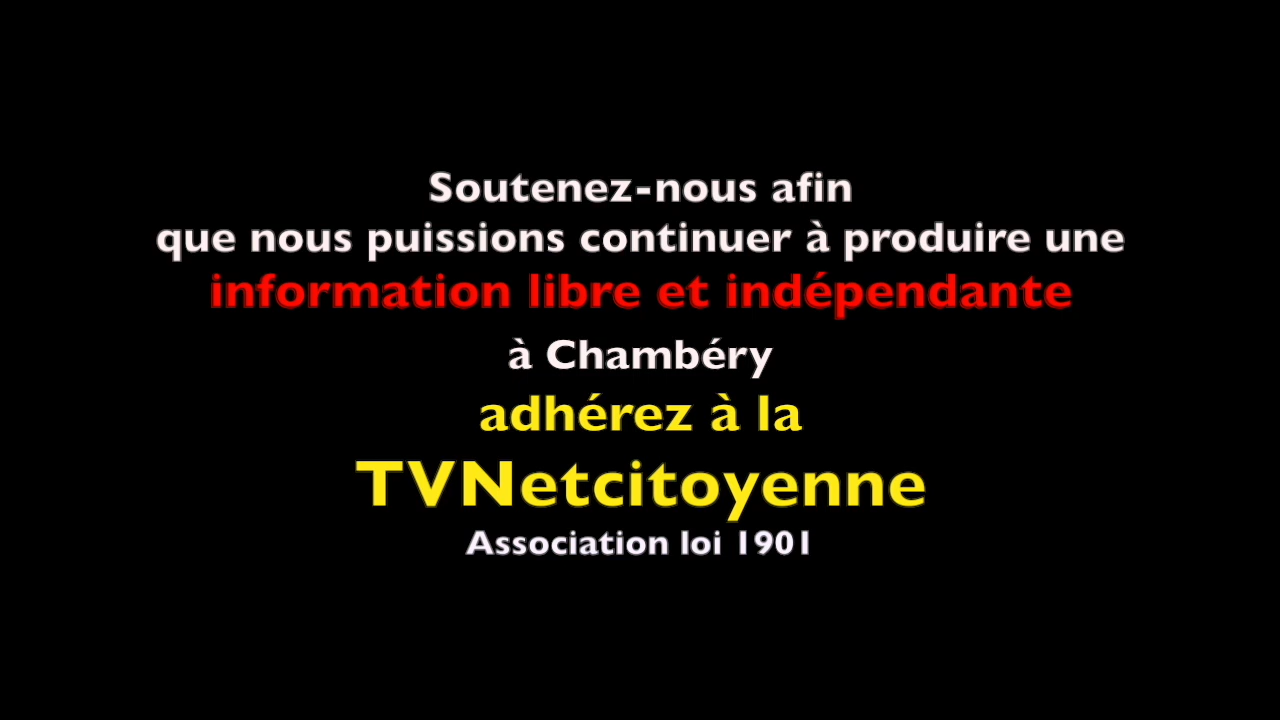 Soutenez-nous afin
que nous puissions continuer à produire une
information libre et indépendante
à Chambéry
adhérez à la
TVNetcitoyenne
Association loi 1901